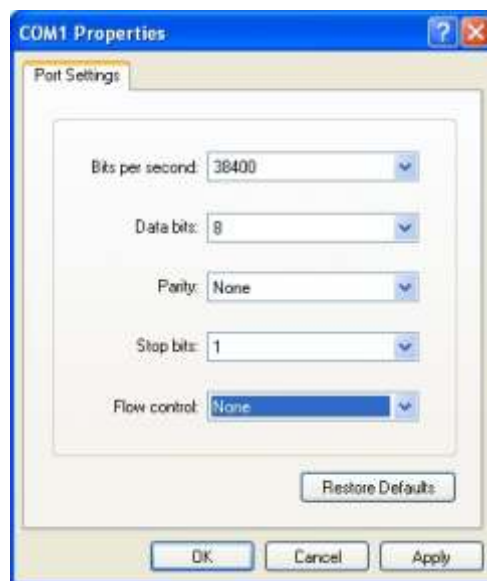 COM1 Properties
Port Settings
Bits per second: 38400
Data bits: 8
Parity: None
Stop bits: 1
Flow control: None
Restore Defaults
OK Cancel Apply